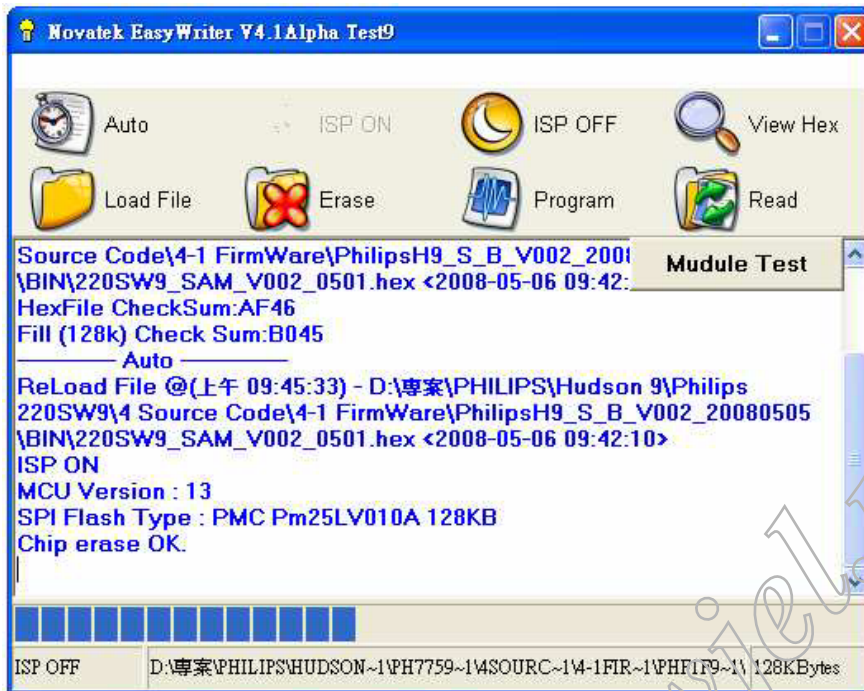 Novatek EasyWriter V4.1Alpha Test9
Auto
ISP ON
ISP OFF
View Hex
Load File
Erase
Program
Read
Mudule Test
Source Code\4-1 FirmWare\PhilipsH9_S_B_V002_200
\BIN\220SW9_SAM_V002_0501.hex <2008-05-06 09:42:
HexFile CheckSum:AF46
Fill (128k) Check Sum:B045
———— Auto ————
ReLoad File @(上午 09:45:33) - D:\專案\PHILIPS\Hudson 9\Philips
220SW9\4 Source Code\4-1 FirmWare\PhilipsH9_S_B_V002_20080505
\BIN\220SW9_SAM_V002_0501.hex <2008-05-06 09:42:10>
ISP ON
MCU Version : 13
SPI Flash Type : PMC Pm25LV010A 128KB
Chip erase OK.
ISP OFF
D:\專案\PHILIPS\HUDSON~1\PH7759~1\4SOURC~1\4-1FIR~1\PHF1F9~1\ 128KBytes